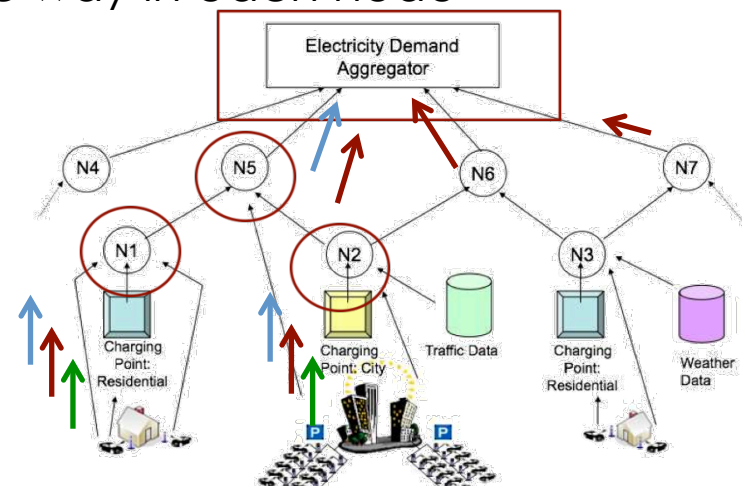 Electricity Demand
Aggregator
N4
N5
N6
N7
N1
N2
N3
Charging
Point:
Residential
Charging
Point: City
Traffic Data
Charging
Point:
Residential
Weather
Data
P
P